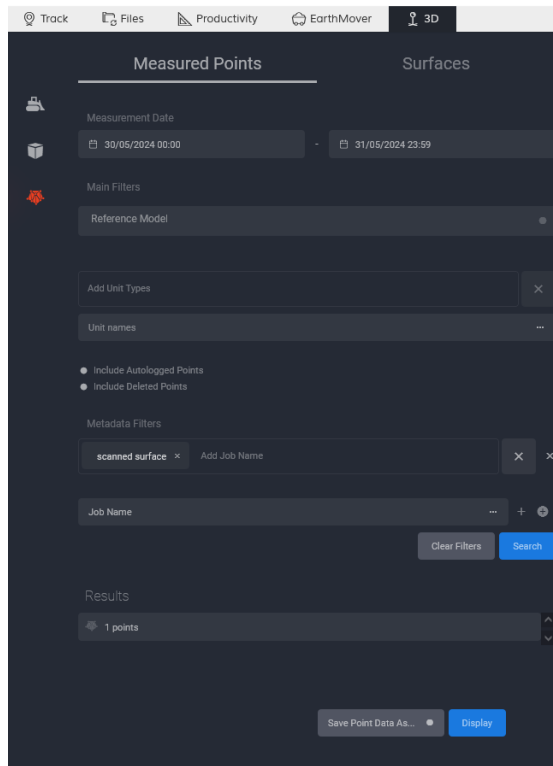 Track Files Productivity EarthMover 3D
Measured Points Surfaces
Measurement Date
30/05/2024 00:00 - 31/05/2024 23:59
Main Filters
Reference Model
Add Unit Types ×
Unit names ...
Include Autologged Points
Include Deleted Points
Metadata Filters
scanned surface × Add Job Name × ×
Job Name ... + 
Clear Filters Search
Results
1 points
Save Point Data As... Display